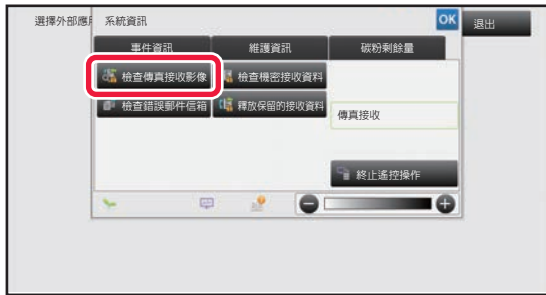 選擇外部應
系統資訊
OK
退出
事件資訊
維護資訊
碳粉剩餘量
檢查傳真接收影像
檢查機密接收資料
檢查錯誤郵件信箱
釋放保留的接收資料
傳真接收
終止遙控操作